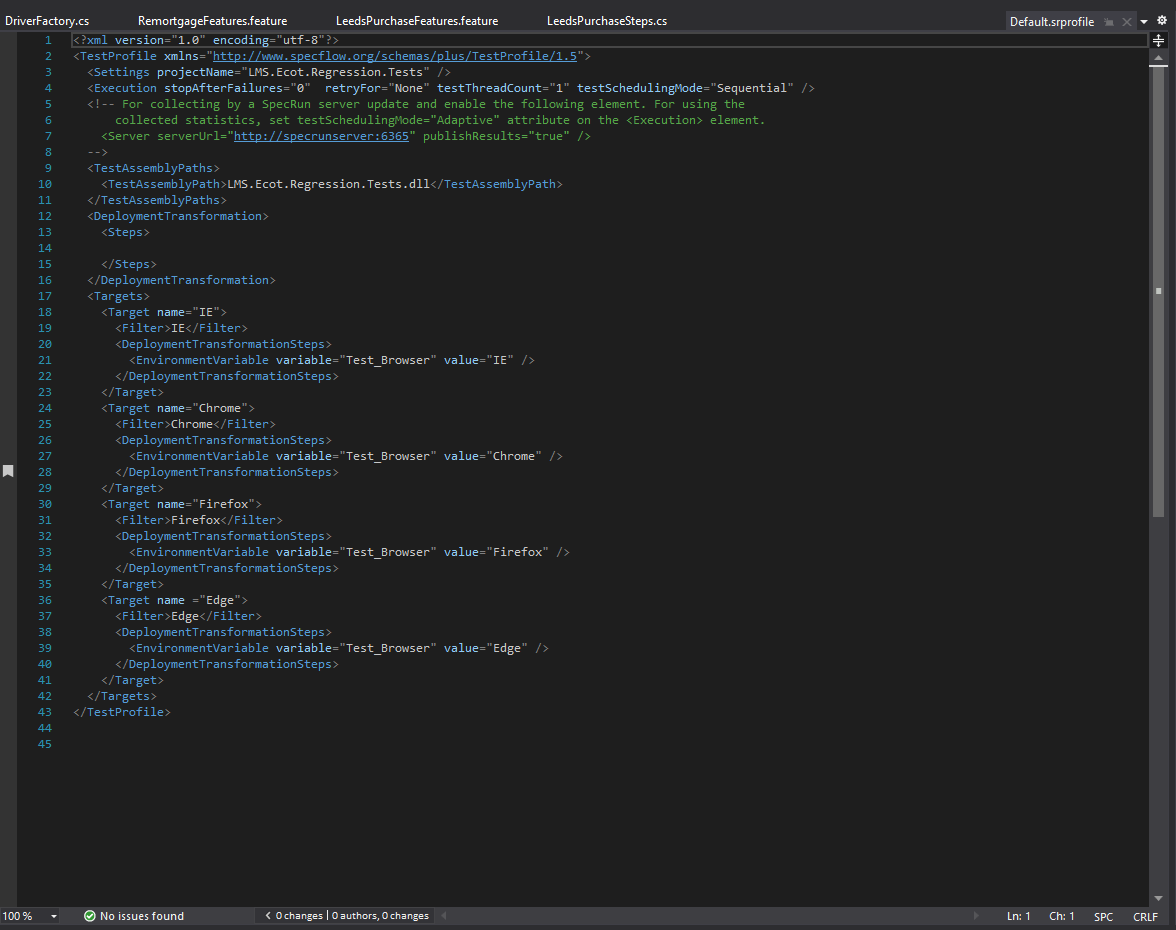 DriverFactory.cs RemortgageFeatures.feature LeedsPurchaseFeatures.feature LeedsPurchaseSteps.cs Default.srprofile
1 <?xml version="1.0" encoding="utf-8"?>
2 <TestProfile xmlns="http://www.specflow.org/schemas/plus/TestProfile/1.5">
3   <Settings projectName="LMS.Ecot.Regression.Tests" />
4   <Execution stopAfterFailures="0"  retryFor="None" testThreadCount="1" testSchedulingMode="Sequential" />
5   <!-- For collecting by a SpecRun server update and enable the following element. For using the
6       collected statistics, set testSchedulingMode="Adaptive" attribute on the <Execution> element.
7     <Server serverUrl="http://specrunserver:6365" publishResults="true" />
8   -->
9   <TestAssemblyPaths>
10     <TestAssemblyPath>LMS.Ecot.Regression.Tests.dll</TestAssemblyPath>
11   </TestAssemblyPaths>
12   <DeploymentTransformation>
13     <Steps>
14
15     </Steps>
16   </DeploymentTransformation>
17   <Targets>
18     <Target name="IE">
19       <Filter>IE</Filter>
20       <DeploymentTransformationSteps>
21         <EnvironmentVariable variable="Test_Browser" value="IE" />
22       </DeploymentTransformationSteps>
23     </Target>
24     <Target name="Chrome">
25       <Filter>Chrome</Filter>
26       <DeploymentTransformationSteps>
27         <EnvironmentVariable variable="Test_Browser" value="Chrome" />
28       </DeploymentTransformationSteps>
29     </Target>
30     <Target name="Firefox">
31       <Filter>Firefox</Filter>
32       <DeploymentTransformationSteps>
33         <EnvironmentVariable variable="Test_Browser" value="Firefox" />
34       </DeploymentTransformationSteps>
35     </Target>
36     <Target name ="Edge">
37       <Filter>Edge</Filter>
38       <DeploymentTransformationSteps>
39         <EnvironmentVariable variable="Test_Browser" value="Edge" />
40       </DeploymentTransformationSteps>
41     </Target>
42   </Targets>
43 </TestProfile>
44
45
100 % No issues found 0 changes | 0 authors, 0 changes Ln: 1 Ch: 1 SPC CRLF